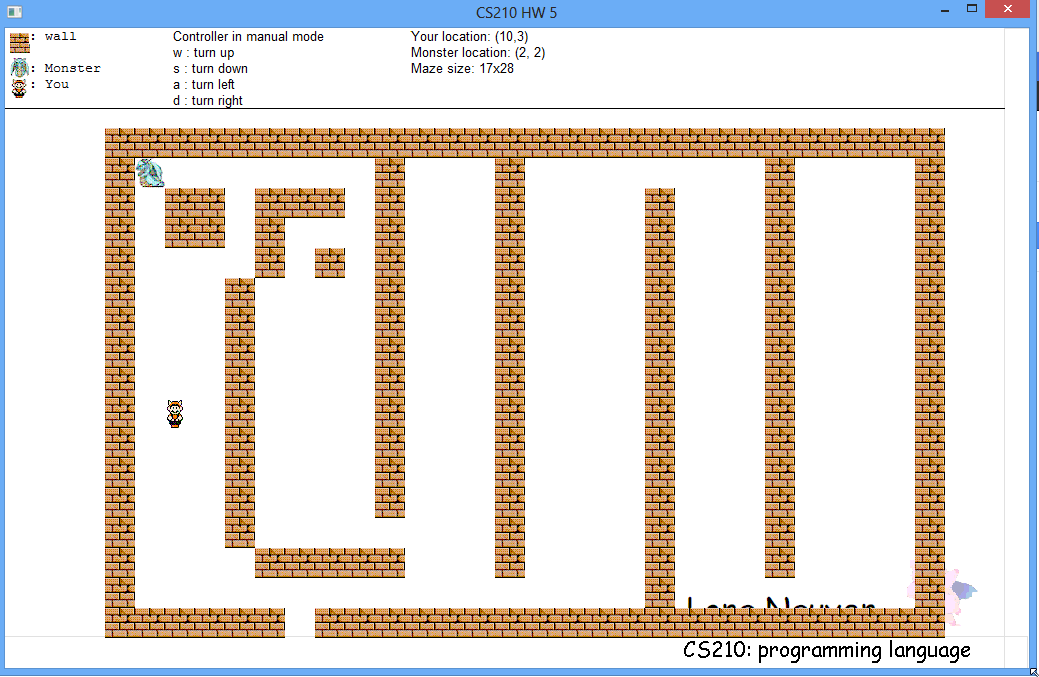 CS210 HW 5
: wall
: Monster
: You
Controller in manual mode
w : turn up
s : turn down
a : turn left
d : turn right
Your location: (10,3)
Monster location: (2, 2)
Maze size: 17x28
CS210: programming language